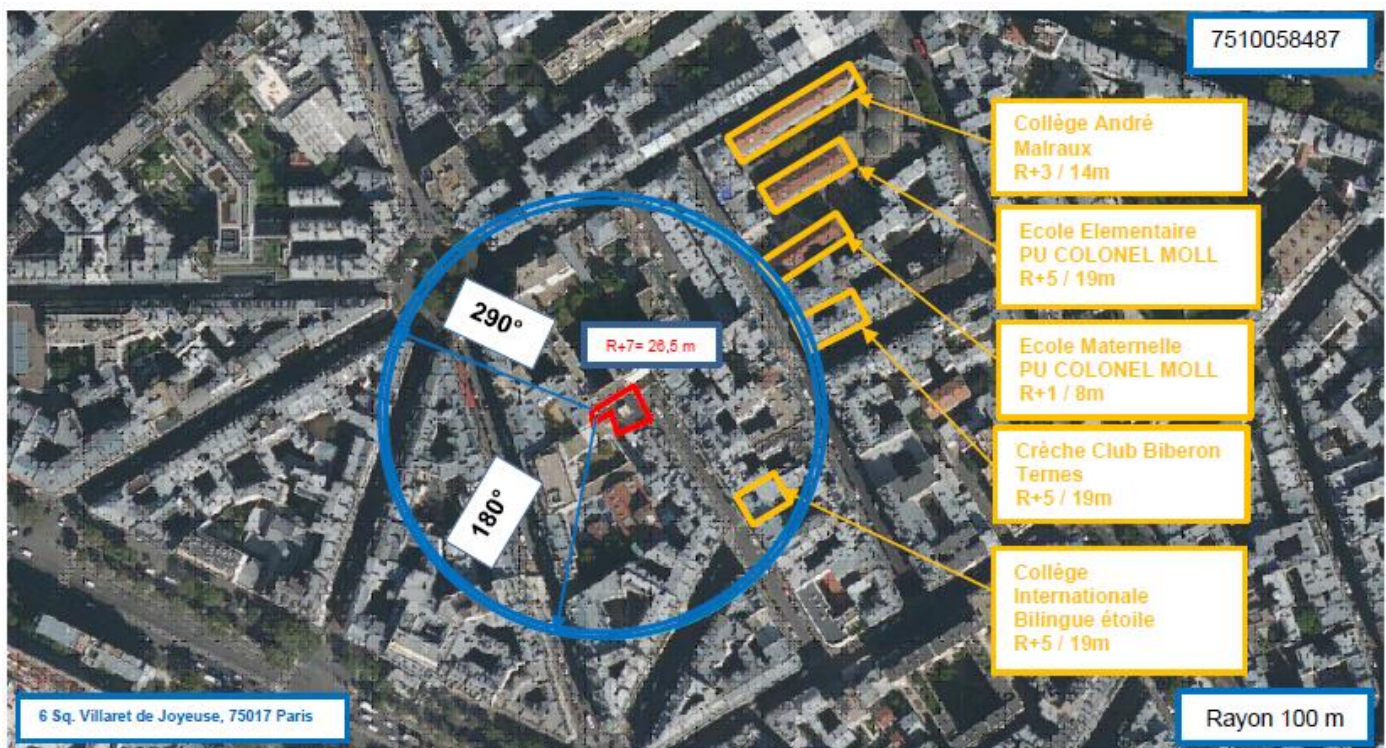 7510058487
Collège André
Malraux
R+3 / 14m
Ecole Elementaire
PU COLONEL MOLL
R+5 / 19m
290°
R+7= 26,5 m
Ecole Maternelle
PU COLONEL MOLL
R+1 / 8m
Crèche Club Biberon
Ternes
R+5 / 19m
180°
Collège
Internationale
Bilingue étoile
R+5 / 19m
6 Sq. Villaret de Joyeuse, 75017 Paris
Rayon 100 m